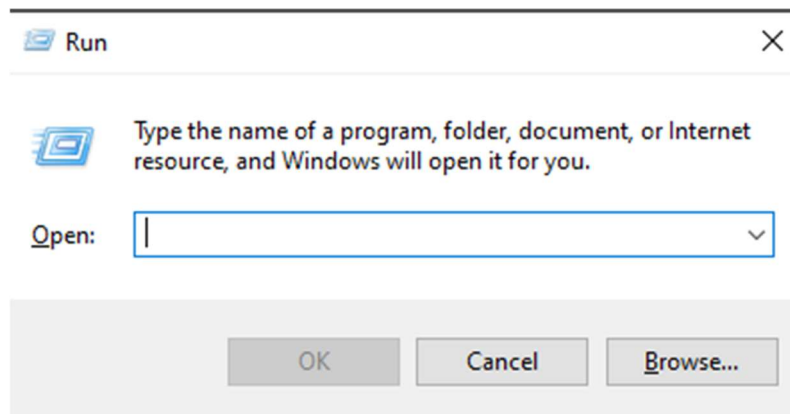 Run
Type the name of a program, folder, document, or Internet
resource, and Windows will open it for you.
Open:
OK Cancel Browse...